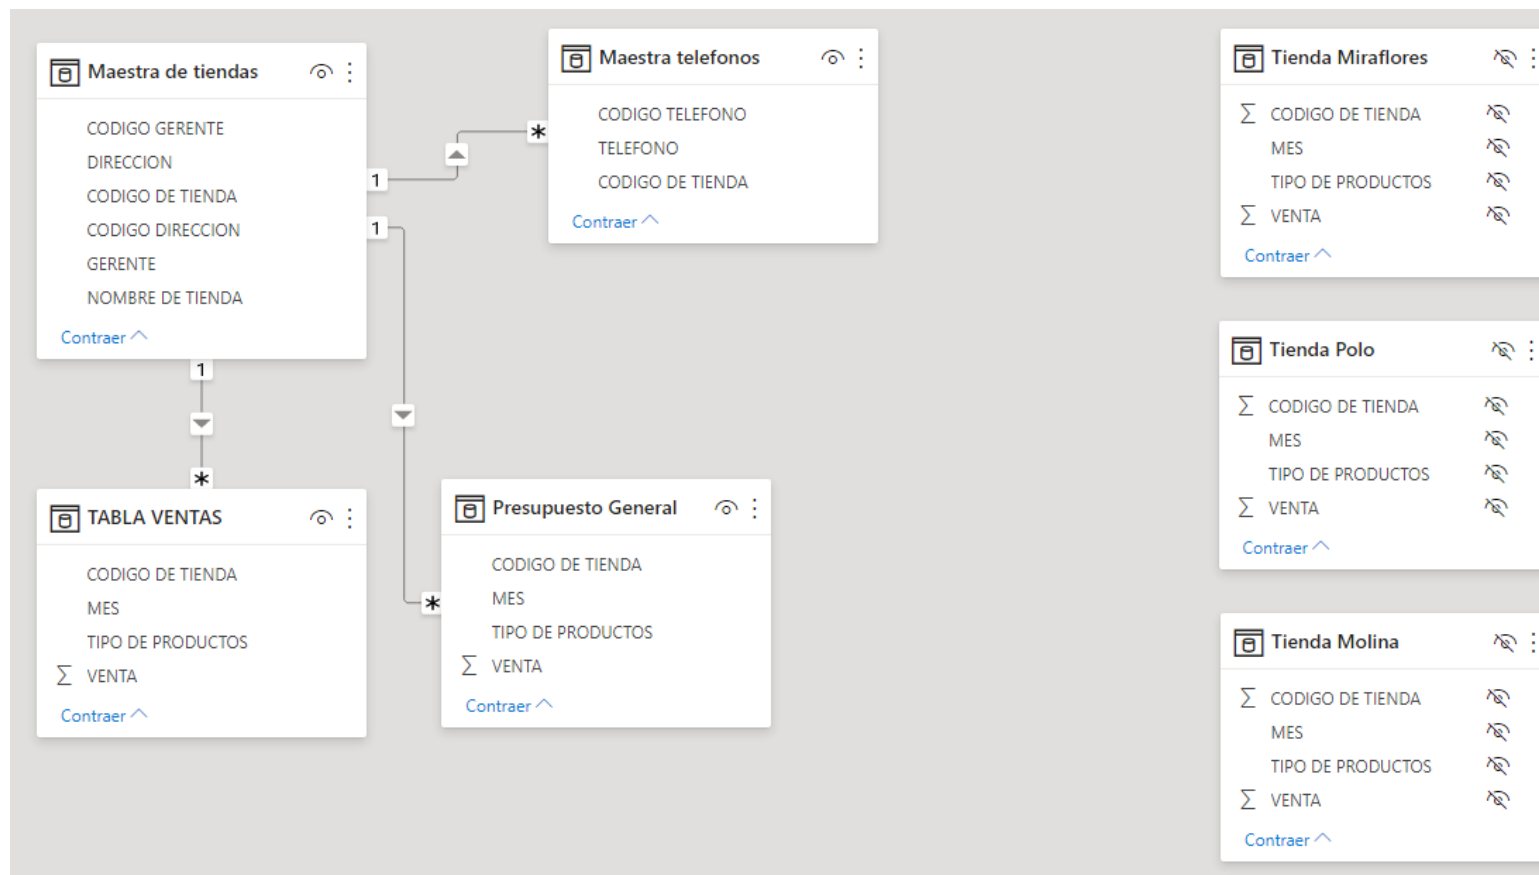 Maestra de tiendas
CODIGO GERENTE
DIRECCION
CODIGO DE TIENDA
CODIGO DIRECCION
GERENTE
NOMBRE DE TIENDA
Contraer
1
1
1
*
Maestra telefonos
CODIGO TELEFONO
TELEFONO
CODIGO DE TIENDA
Contraer
*
TABLA VENTAS
CODIGO DE TIENDA
MES
TIPO DE PRODUCTOS
∑ VENTA
Contraer
*
Presupuesto General
CODIGO DE TIENDA
MES
TIPO DE PRODUCTOS
∑ VENTA
Contraer
Tienda Miraflores
∑ CODIGO DE TIENDA
MES
TIPO DE PRODUCTOS
∑ VENTA
Contraer
Tienda Polo
∑ CODIGO DE TIENDA
MES
TIPO DE PRODUCTOS
∑ VENTA
Contraer
Tienda Molina
∑ CODIGO DE TIENDA
MES
TIPO DE PRODUCTOS
∑ VENTA
Contraer